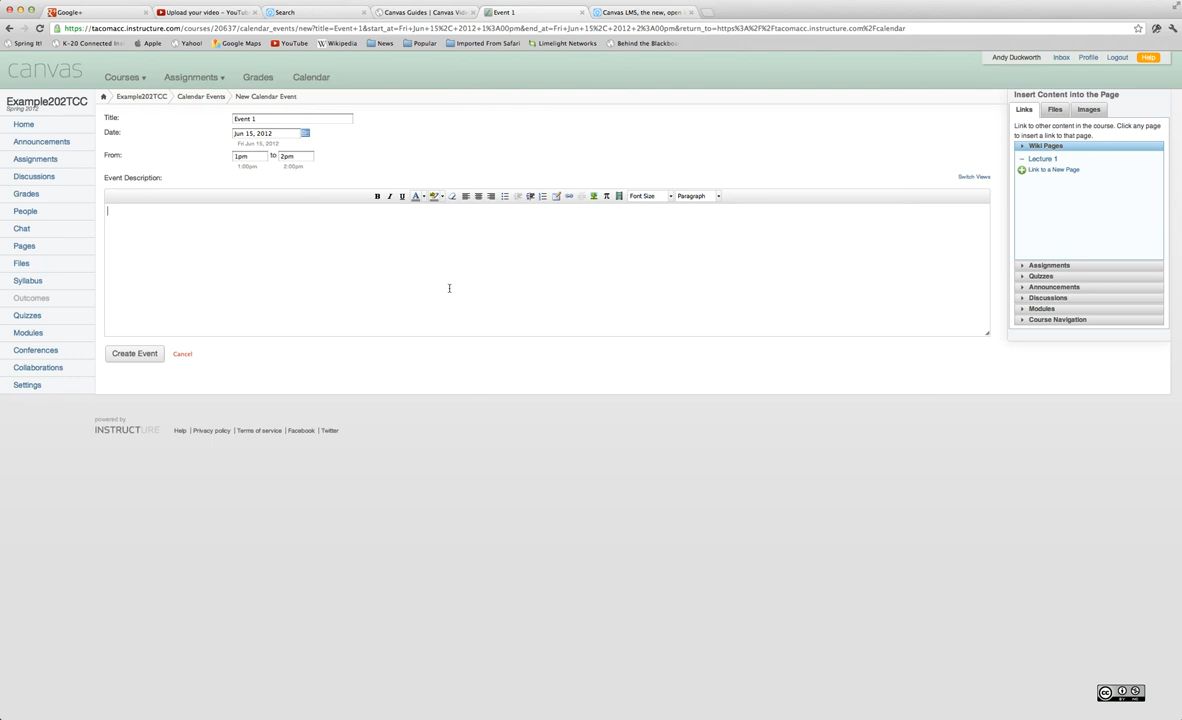 Google+
Upload your video - YouTu
Search
Canvas Guides | Canvas Vid
Event 1
Canvas LMS, the new, open
https://tacomacc.instructure.com/courses/20637/calendar_events/new?title=Event+1&start_at=Fri+Jun+15%2C+2012+1%3A00pm&end_at=Fri+Jun+15%2C+2012+2%3A00pm&return_to=https%3A%2F%2Ftacomacc.instructure.com%2Fcalendar
Spring It!
K-20 Connected Ins
Apple
Yahoo!
Google Maps
YouTube
Wikipedia
News
Popular
Imported From Safari
Limelight Networks
Behind the Blackbo
Andy Duckworth
Inbox
Profile
Logout
Help
canvas
Courses
Assignments
Grades
Calendar
Example202TCC
Spring 2012
Example202TCC
Calendar Events
New Calendar Event
Home
Announcements
Assignments
Discussions
Grades
People
Chat
Pages
Files
Syllabus
Outcomes
Quizzes
Modules
Conferences
Collaborations
Settings
Title:
Event 1
Date:
Jun 15, 2012
Fri Jun 15, 2012
From:
1pm to 2pm
1:00pm 2:00pm
Event Description:
Switch Views
B I U A
Font Size
Paragraph
Create Event
Cancel
Insert Content into the Page
Links
Files
Images
Link to other content in the course. Click any page
to insert a link to that page.
Wiki Pages
Lecture 1
Link to a New Page
Assignments
Quizzes
Announcements
Discussions
Modules
Course Navigation
powered by
INSTRUCTURE
Help | Privacy policy | Terms of service | Facebook | Twitter
cc
BY NC